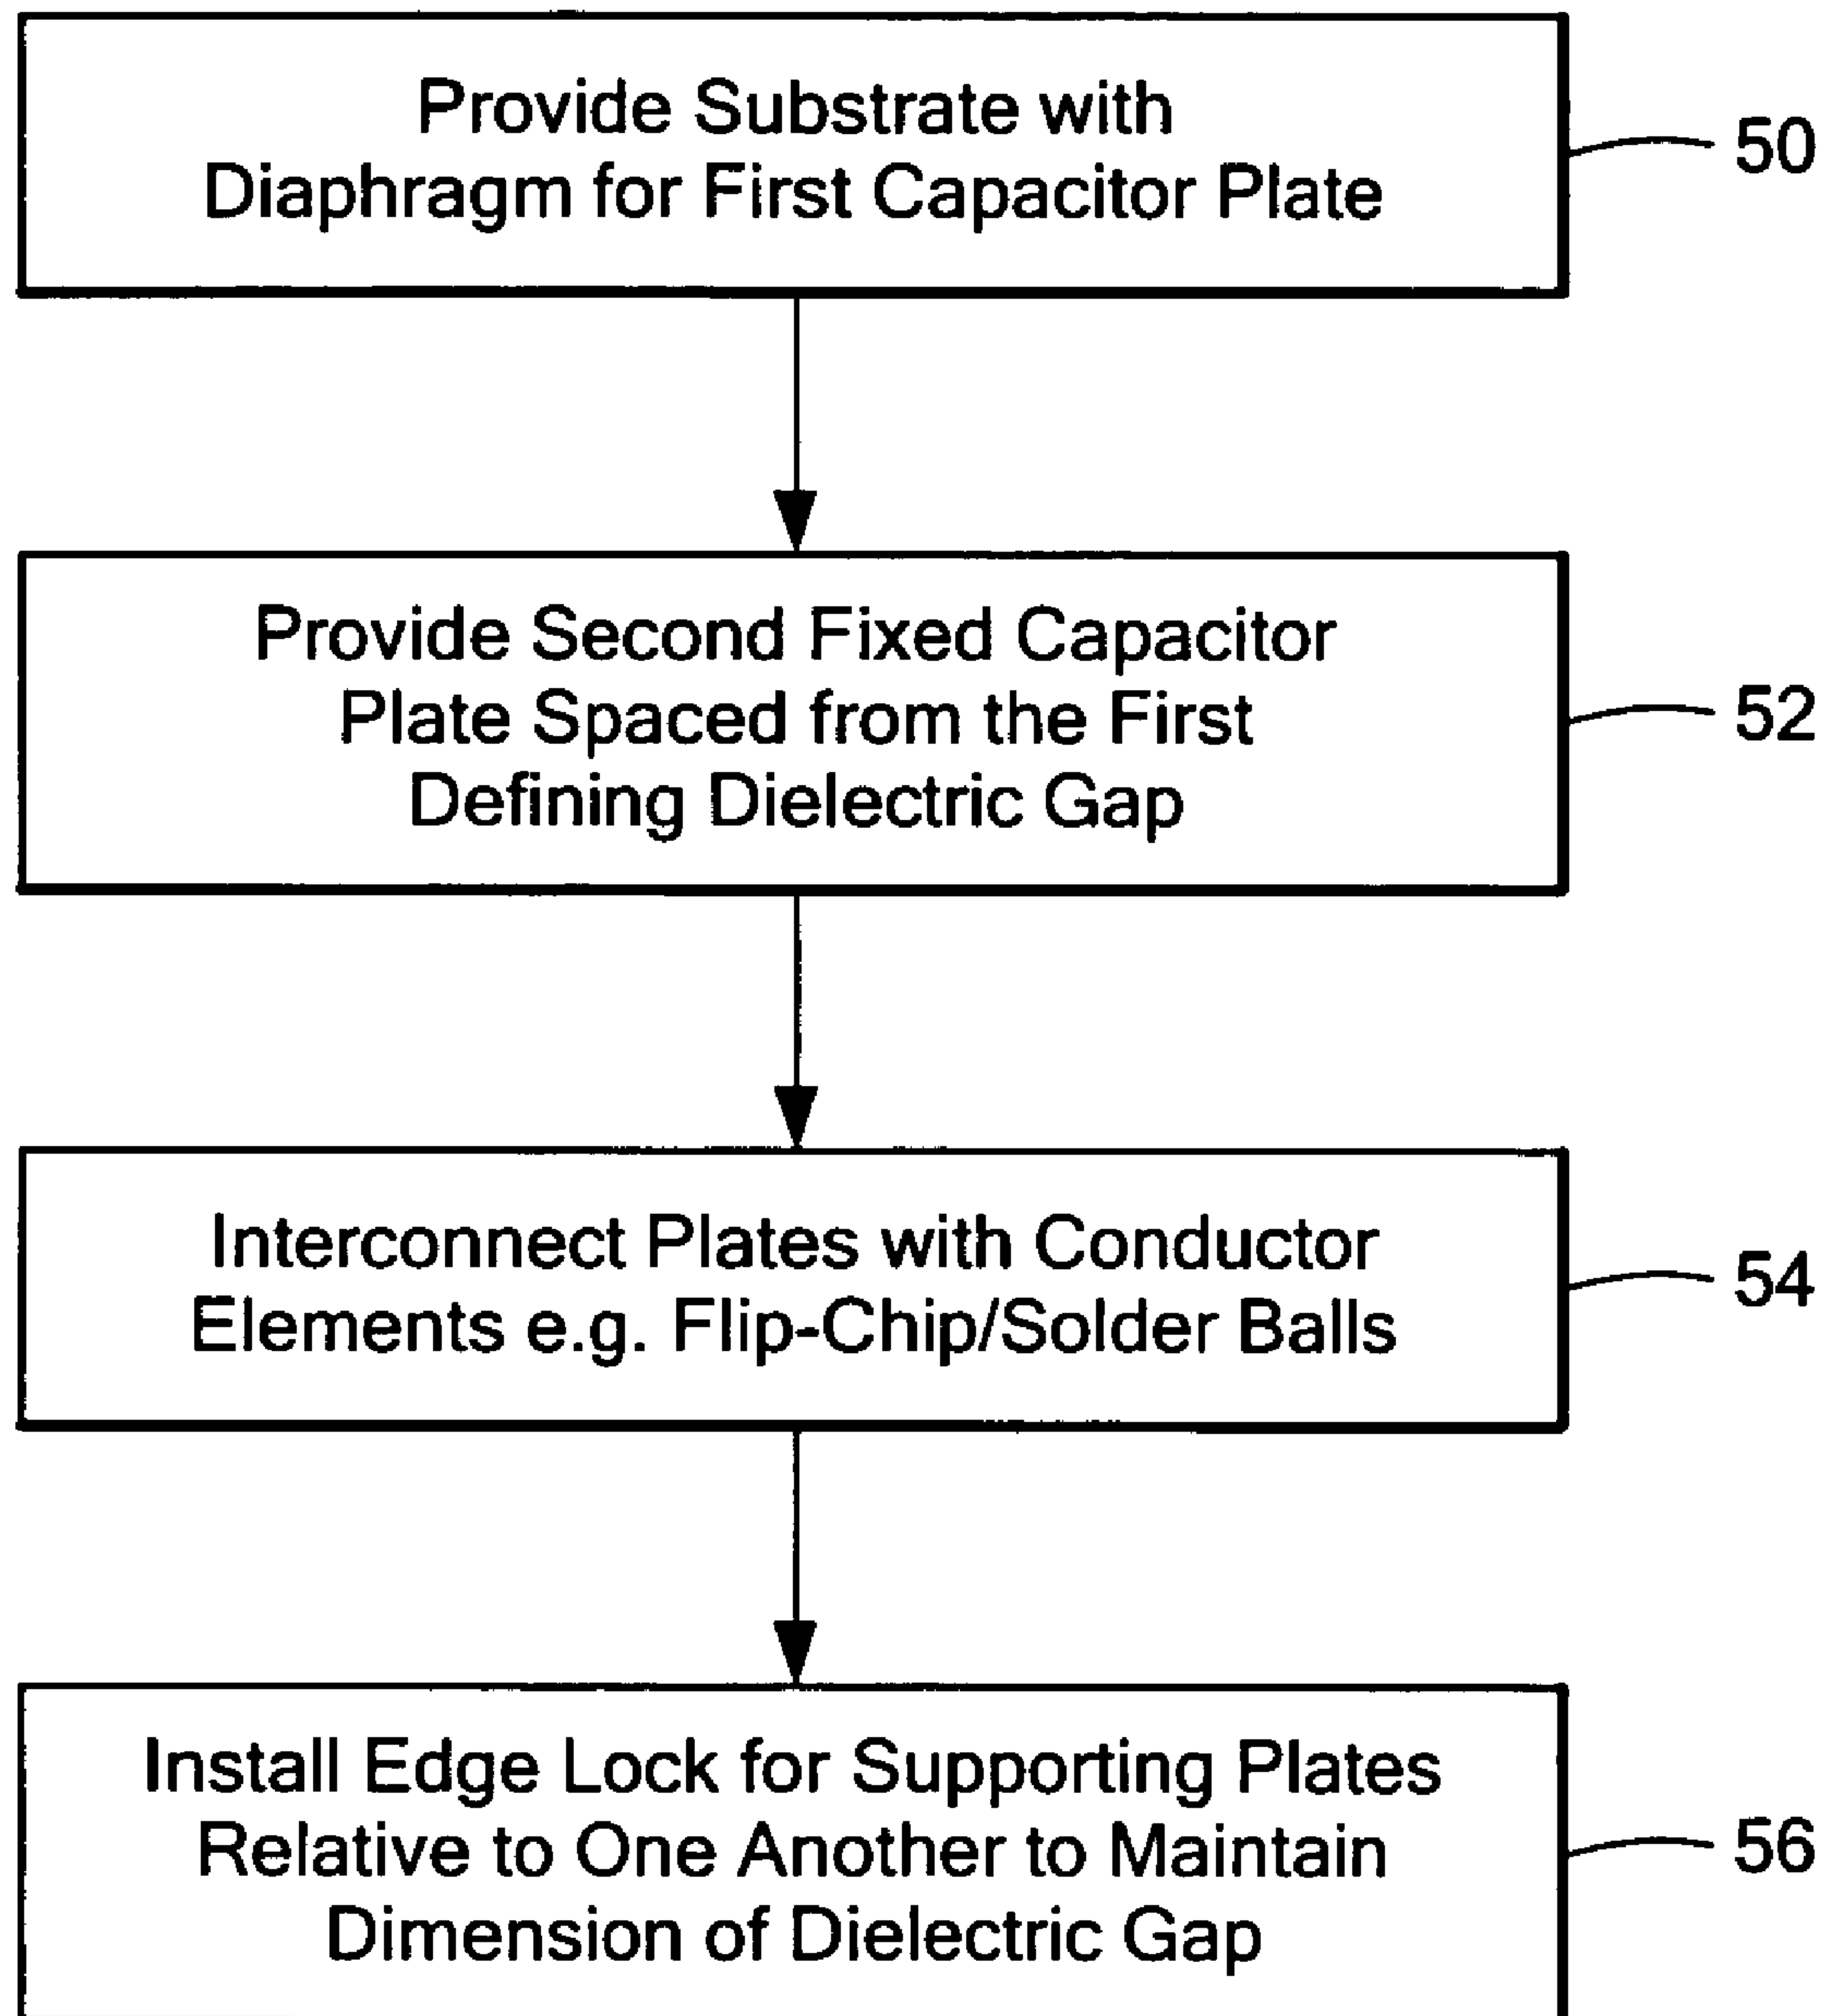 Provide Substrate with
Diaphragm for First Capacitor Plate
50
Provide Second Fixed Capacitor
Plate Spaced from the First
Defining Dielectric Gap
52
Interconnect Plates with Conductor
Elements e.g. Flip-Chip/Solder Balls
54
Install Edge Lock for Supporting Plates
Relative to One Another to Maintain
Dimension of Dielectric Gap
56